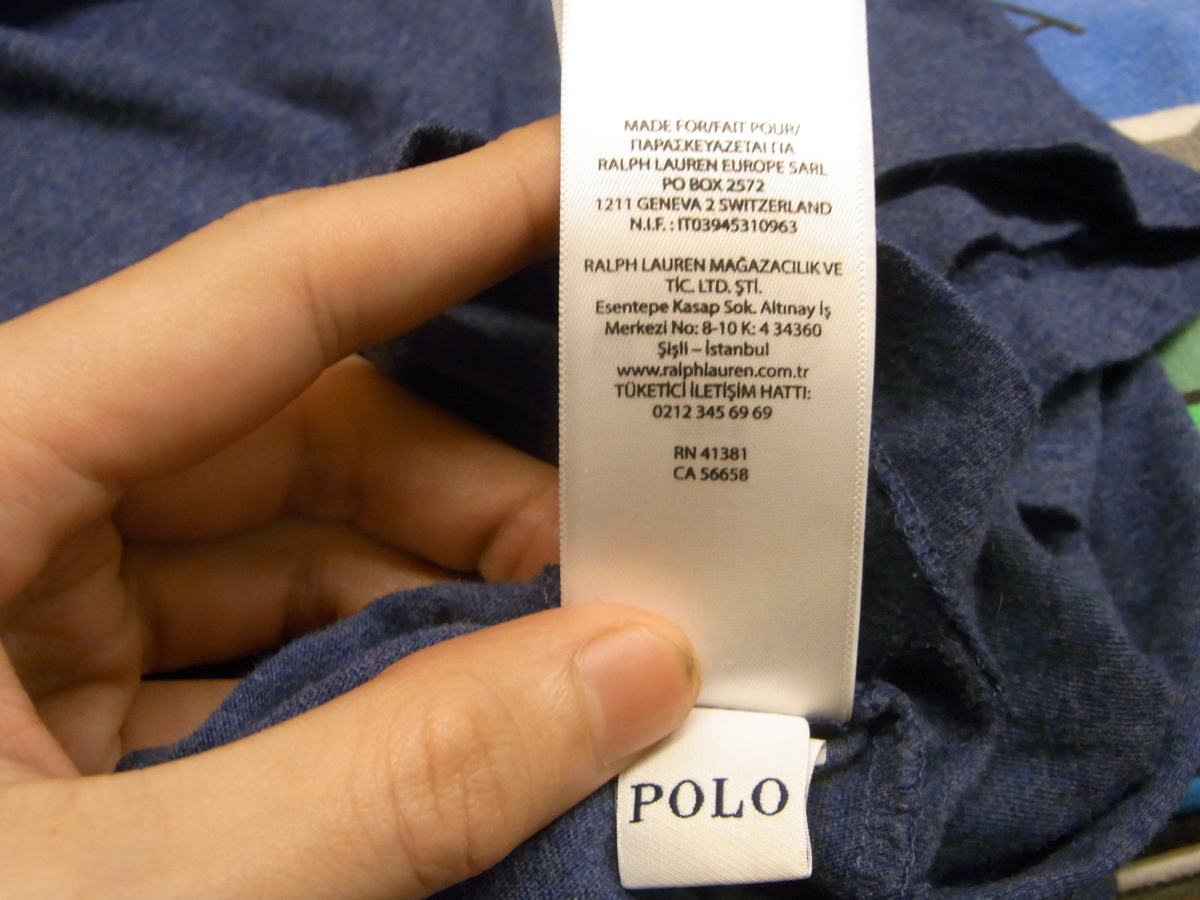 MADE FOR/FAIT POUR/
ΠΑΡΑΣΚΕΥΑΖΕΤΑΙ ΓΙΑ
RALPH LAUREN EUROPE SARL
PO BOX 2572
1211 GENEVA 2 SWITZERLAND
N.I.F. : IT03945310963
RALPH LAUREN MAĞAZACILIK VE
TİC. LTD. ŞTİ.
Esentepe Kasap Sok. Altınay İş
Merkezi No: 8-10 K: 4 34360
Şişli – İstanbul
www.ralphlauren.com.tr
TÜKETİCİ İLETİŞİM HATTI:
0212 345 69 69
RN 41381
CA 56658
POLO